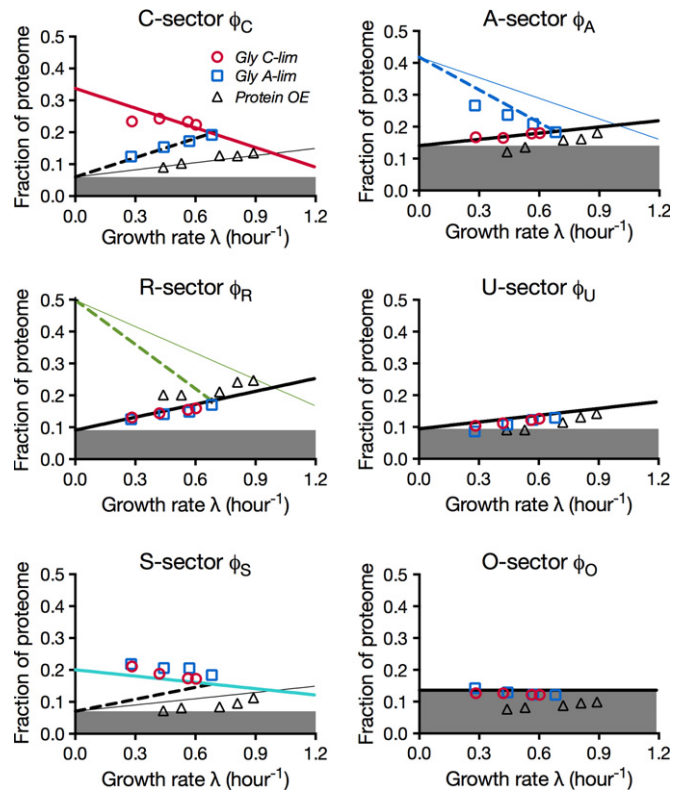 C-sector ϕC
Fraction of proteome
0.5
0.4
0.3
0.2
0.1
0.0
Gly C-lim
Gly A-lim
Protein OE
0.0 0.3 0.6 0.9 1.2
Growth rate λ (hour⁻¹)
A-sector ϕA
Fraction of proteome
0.5
0.4
0.3
0.2
0.1
0.0
0.0 0.3 0.6 0.9 1.2
Growth rate λ (hour⁻¹)
R-sector ϕR
Fraction of proteome
0.5
0.4
0.3
0.2
0.1
0.0
0.0 0.3 0.6 0.9 1.2
Growth rate λ (hour⁻¹)
U-sector ϕU
Fraction of proteome
0.5
0.4
0.3
0.2
0.1
0.0
0.0 0.3 0.6 0.9 1.2
Growth rate λ (hour⁻¹)
S-sector ϕS
Fraction of proteome
0.5
0.4
0.3
0.2
0.1
0.0
0.0 0.3 0.6 0.9 1.2
Growth rate λ (hour⁻¹)
O-sector ϕO
Fraction of proteome
0.5
0.4
0.3
0.2
0.1
0.0
0.0 0.3 0.6 0.9 1.2
Growth rate λ (hour⁻¹)